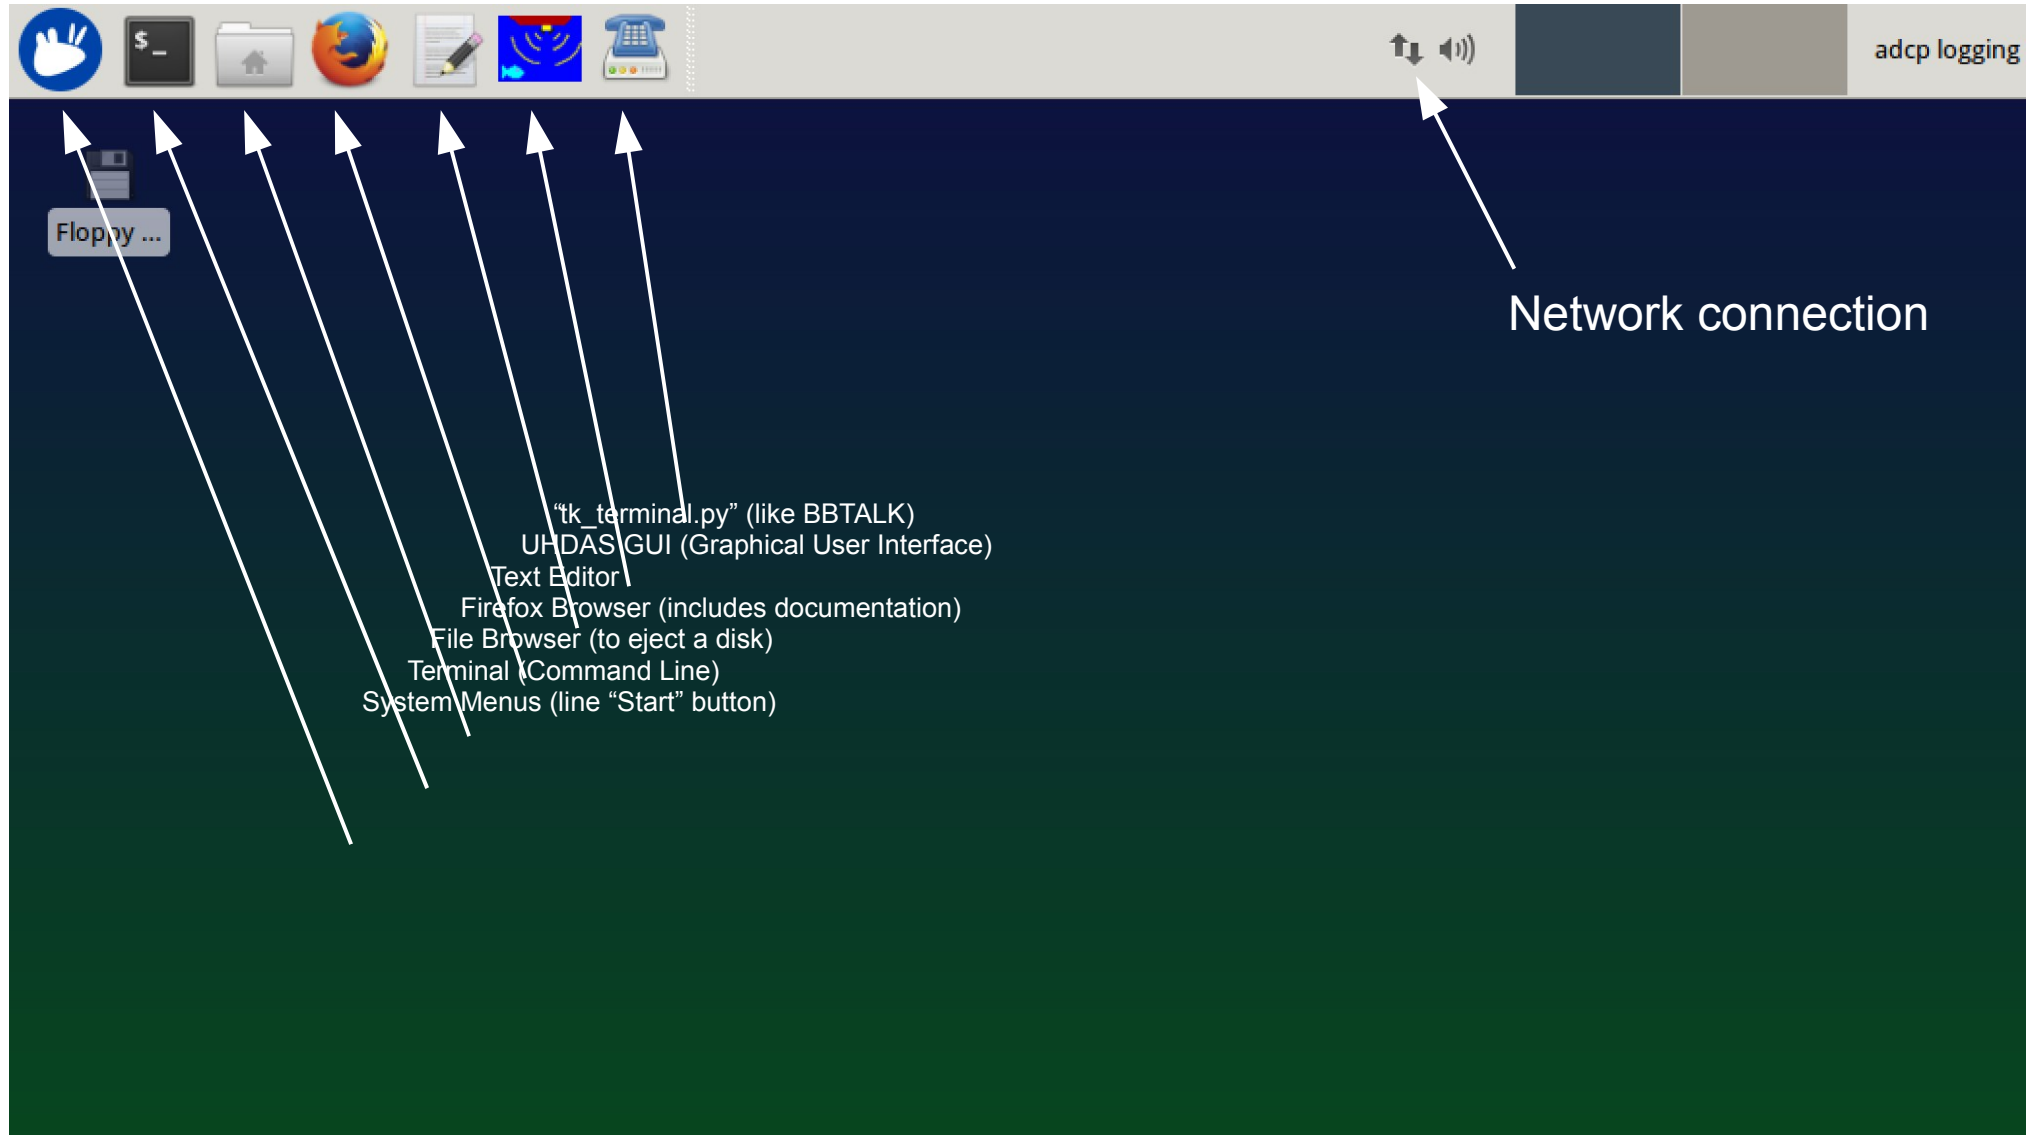 $_
adcp logging
Floppy ...
Network connection
“tk_terminal.py” (like BBTALK)
UHDAS GUI (Graphical User Interface)
Text Editor
Firefox Browser (includes documentation)
File Browser (to eject a disk)
Terminal (Command Line)
System Menus (line “Start” button)